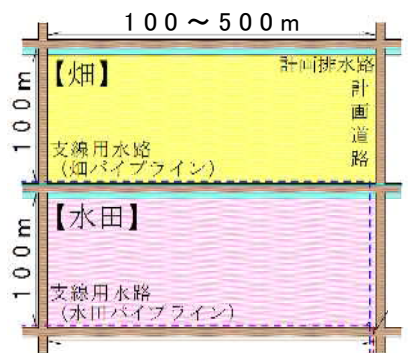 100～500m
【畑】
計画排水路
計画道路
100m
支線用水路
（畑パイプライン）
【水田】
100m
支線用水路
（水田パイプライン）